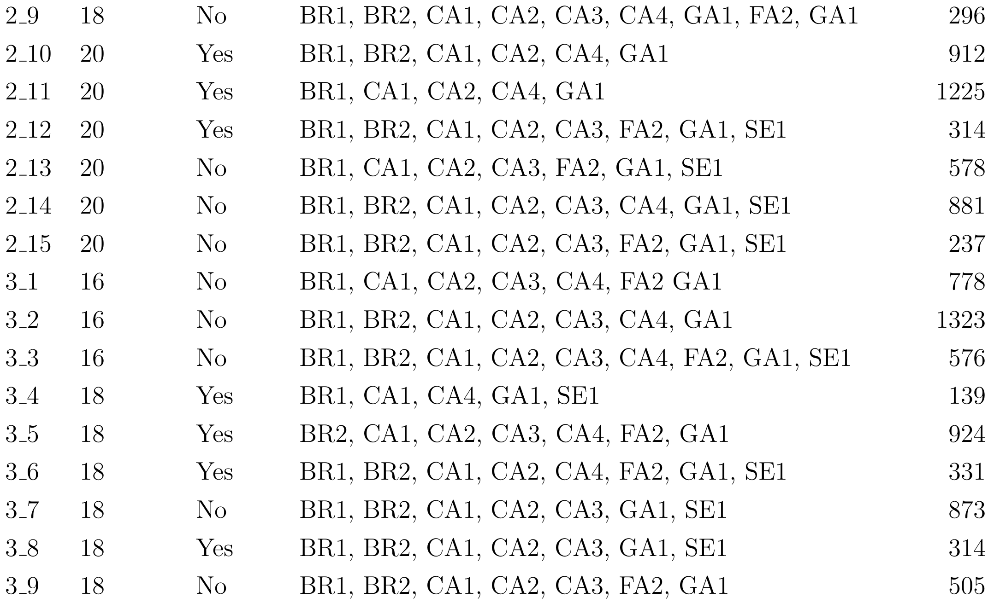 2_9 18 No BR1, BR2, CA1, CA2, CA3, CA4, GA1, FA2, GA1 296
2_10 20 Yes BR1, BR2, CA1, CA2, CA4, GA1 912
2_11 20 Yes BR1, CA1, CA2, CA4, GA1 1225
2_12 20 Yes BR1, BR2, CA1, CA2, CA3, FA2, GA1, SE1 314
2_13 20 No BR1, CA1, CA2, CA3, FA2, GA1, SE1 578
2_14 20 No BR1, BR2, CA1, CA2, CA3, CA4, GA1, SE1 881
2_15 20 No BR1, BR2, CA1, CA2, CA3, FA2, GA1, SE1 237
3_1 16 No BR1, CA1, CA2, CA3, CA4, FA2 GA1 778
3_2 16 No BR1, BR2, CA1, CA2, CA3, CA4, GA1 1323
3_3 16 No BR1, BR2, CA1, CA2, CA3, CA4, FA2, GA1, SE1 576
3_4 18 Yes BR1, CA1, CA4, GA1, SE1 139
3_5 18 Yes BR2, CA1, CA2, CA3, CA4, FA2, GA1 924
3_6 18 Yes BR1, BR2, CA1, CA2, CA4, FA2, GA1, SE1 331
3_7 18 No BR1, BR2, CA1, CA2, CA3, GA1, SE1 873
3_8 18 Yes BR1, BR2, CA1, CA2, CA3, GA1, SE1 314
3_9 18 No BR1, BR2, CA1, CA2, CA3, FA2, GA1 505